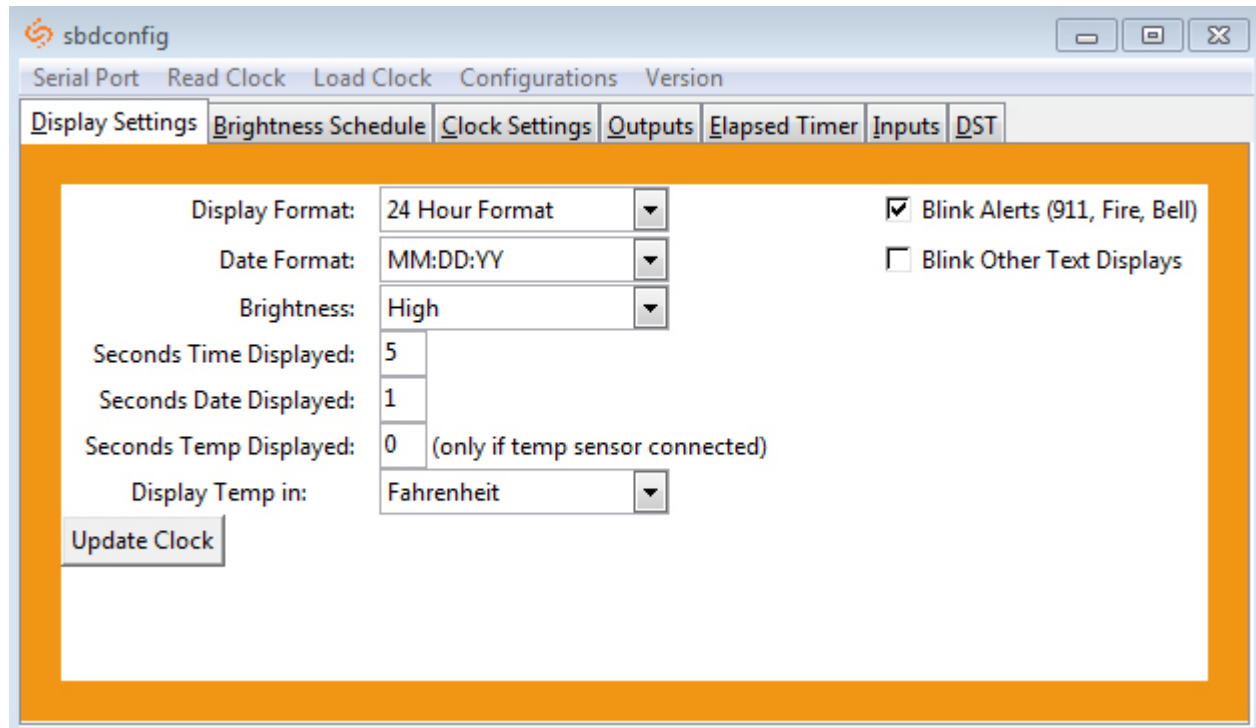 sbdconfig
Serial Port Read Clock Load Clock Configurations Version
Display Settings Brightness Schedule Clock Settings Outputs Elapsed Timer Inputs DST
Display Format: 24 Hour Format Blink Alerts (911, Fire, Bell)
Date Format: MM:DD:YY Blink Other Text Displays
Brightness: High
Seconds Time Displayed: 5
Seconds Date Displayed: 1
Seconds Temp Displayed: 0 (only if temp sensor connected)
Display Temp in: Fahrenheit
Update Clock